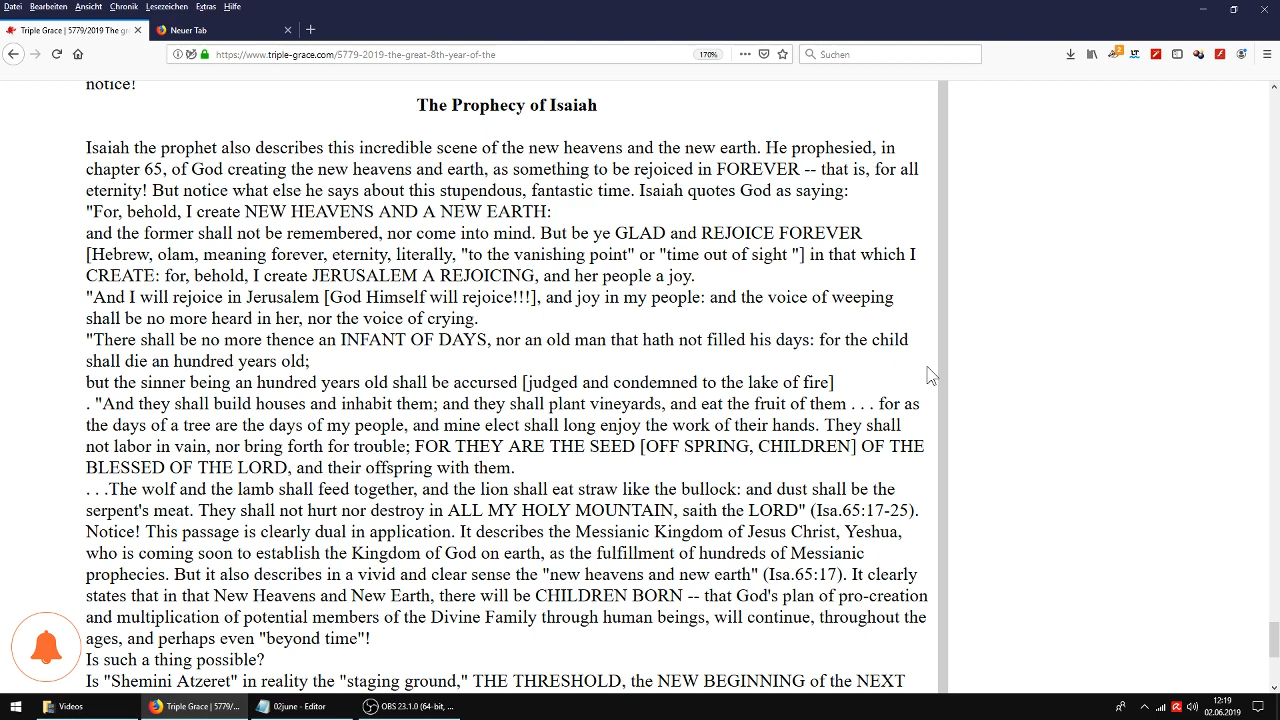 Datei Bearbeiten Ansicht Chronik Lesezeichen Extras Hilfe
Triple Grace | 5779/2019 The gr
Neuer Tab
https://www.triple-grace.com/5779-2019-the-great-8th-year-of-the
170%
Suchen
2
notice!
The Prophecy of Isaiah
Isaiah the prophet also describes this incredible scene of the new heavens and the new earth. He prophesied, in
chapter 65, of God creating the new heavens and earth, as something to be rejoiced in FOREVER -- that is, for all
eternity! But notice what else he says about this stupendous, fantastic time. Isaiah quotes God as saying:
"For, behold, I create NEW HEAVENS AND A NEW EARTH:
and the former shall not be remembered, nor come into mind. But be ye GLAD and REJOICE FOREVER
[Hebrew, olam, meaning forever, eternity, literally, "to the vanishing point" or "time out of sight "] in that which I
CREATE: for, behold, I create JERUSALEM A REJOICING, and her people a joy.
"And I will rejoice in Jerusalem [God Himself will rejoice!!!], and joy in my people: and the voice of weeping
shall be no more heard in her, nor the voice of crying.
"There shall be no more thence an INFANT OF DAYS, nor an old man that hath not filled his days: for the child
shall die an hundred years old;
but the sinner being an hundred years old shall be accursed [judged and condemned to the lake of fire]
. "And they shall build houses and inhabit them; and they shall plant vineyards, and eat the fruit of them . . . for as
the days of a tree are the days of my people, and mine elect shall long enjoy the work of their hands. They shall
not labor in vain, nor bring forth for trouble; FOR THEY ARE THE SEED [OFF SPRING, CHILDREN] OF THE
BLESSED OF THE LORD, and their offspring with them.
. . .The wolf and the lamb shall feed together, and the lion shall eat straw like the bullock: and dust shall be the
serpent's meat. They shall not hurt nor destroy in ALL MY HOLY MOUNTAIN, saith the LORD" (Isa.65:17-25).
Notice! This passage is clearly dual in application. It describes the Messianic Kingdom of Jesus Christ, Yeshua,
who is coming soon to establish the Kingdom of God on earth, as the fulfillment of hundreds of Messianic
prophecies. But it also describes in a vivid and clear sense the "new heavens and new earth" (Isa.65:17). It clearly
states that in that New Heavens and New Earth, there will be CHILDREN BORN -- that God's plan of pro-creation
and multiplication of potential members of the Divine Family through human beings, will continue, throughout the
ages, and perhaps even "beyond time"!
Is such a thing possible?
Is "Shemini Atzeret" in reality the "staging ground," THE THRESHOLD, the NEW BEGINNING of the NEXT
Videos
Triple Grace | 5779/...
02june - Editor
OBS 23.1.0 (64-bit, ...
12:19
02.06.2019